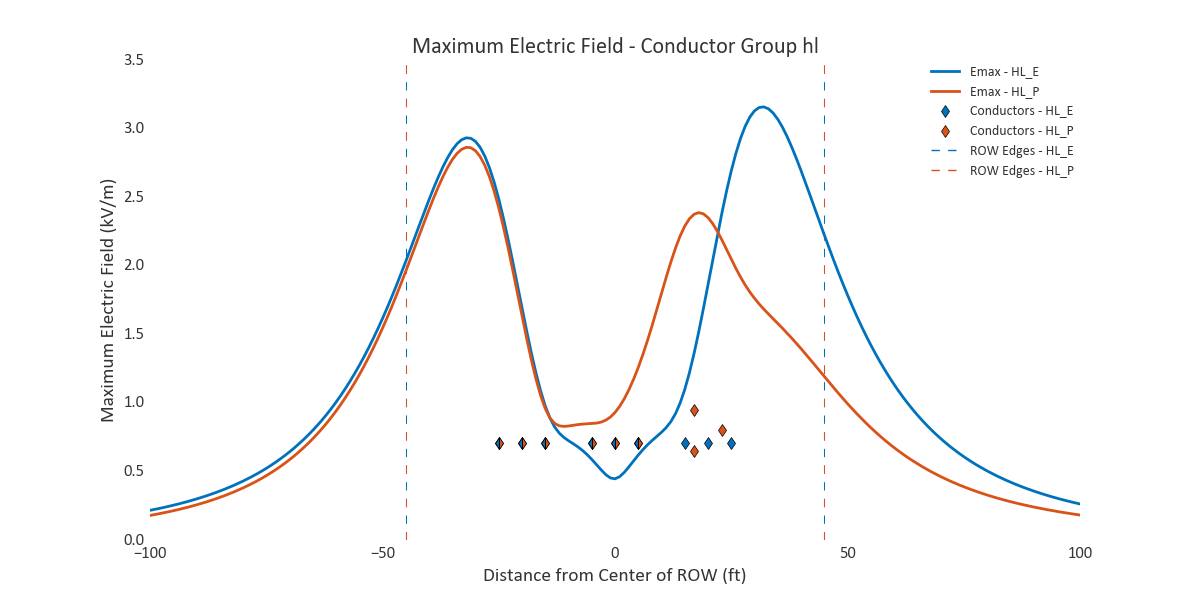 Maximum Electric Field - Conductor Group hl
3.5
3.0
2.5
2.0
1.5
1.0
0.5
0.0
Maximum Electric Field (kV/m)
Emax - HL_E
Emax - HL_P
Conductors - HL_E
Conductors - HL_P
ROW Edges - HL_E
ROW Edges - HL_P
−100
−50
0
50
100
Distance from Center of ROW (ft)